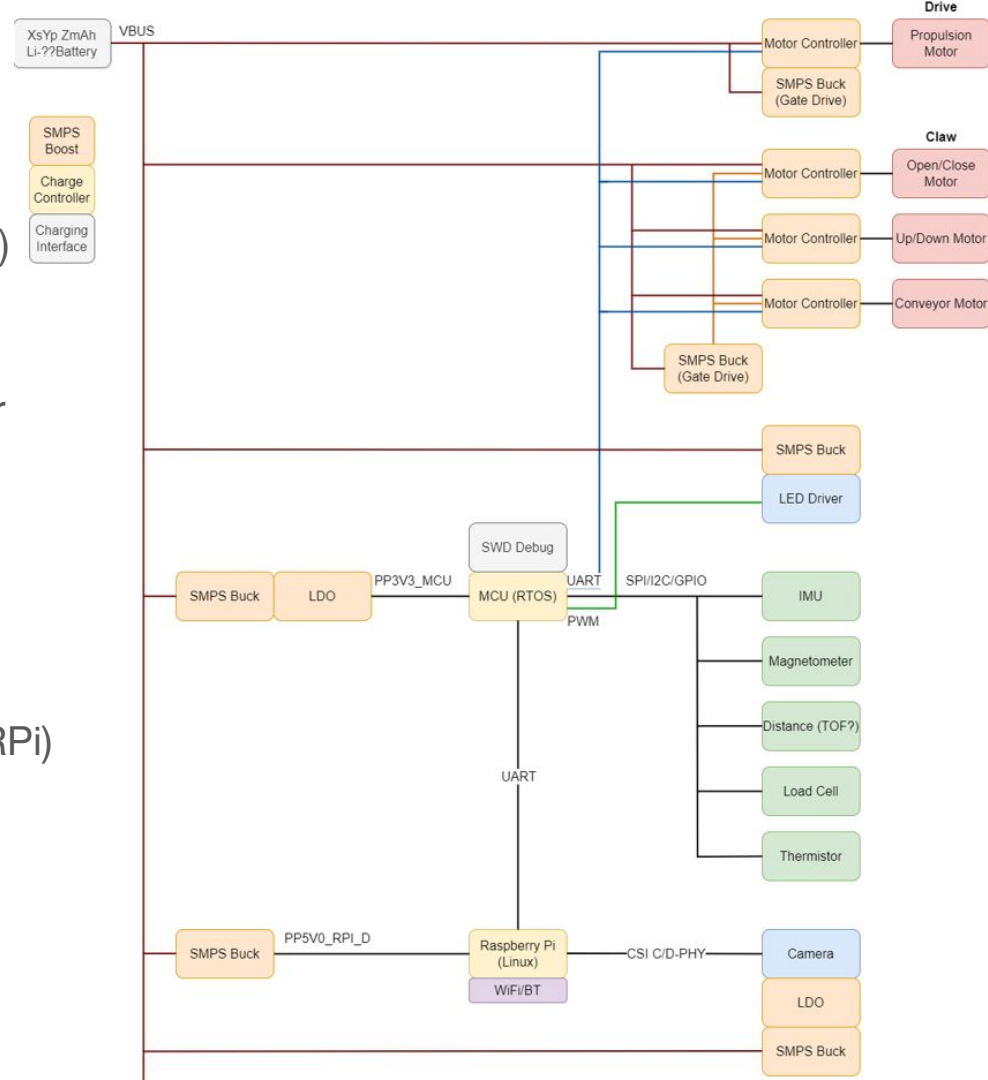 XsYp ZmAh
Li-??Battery
VBUS
SMPS
Boost
Charge
Controller
Charging
Interface
)
r
RPi)
Drive
Motor Controller
Propulsion
Motor
SMPS Buck
(Gate Drive)
Claw
Motor Controller
Open/Close
Motor
Motor Controller
Up/Down Motor
Motor Controller
Conveyor Motor
SMPS Buck
(Gate Drive)
SMPS Buck
LED Driver
SWD Debug
SMPS Buck
LDO
PP3V3_MCU
MCU (RTOS)
UART
SPI/I2C/GPIO
PWM
IMU
Magnetometer
Distance (TOF?)
Load Cell
Thermistor
UART
SMPS Buck
PP5V0_RPI_D
Raspberry Pi
(Linux)
WiFi/BT
CSI C/D-PHY
Camera
LDO
SMPS Buck